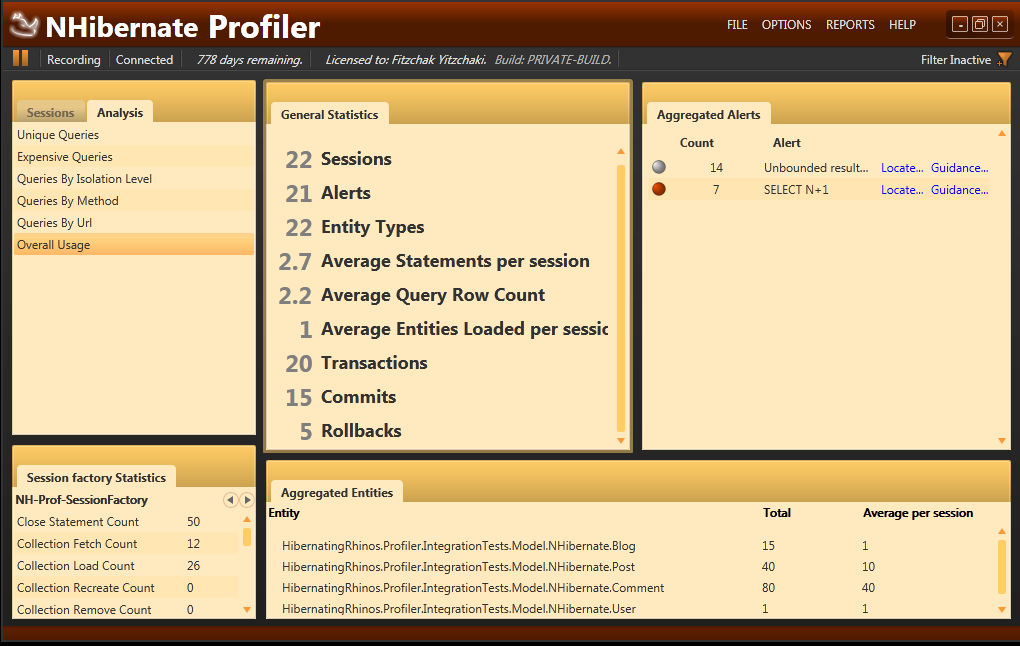 NHibernate Profiler
FILE OPTIONS REPORTS HELP
Recording Connected 778 days remaining. Licensed to: Fitzchak Yitzchaki. Build: PRIVATE-BUILD. Filter Inactive
Sessions Analysis
Unique Queries
Expensive Queries
Queries By Isolation Level
Queries By Method
Queries By Url
Overall Usage
General Statistics
22 Sessions
21 Alerts
22 Entity Types
2.7 Average Statements per session
2.2 Average Query Row Count
1 Average Entities Loaded per sessic
20 Transactions
15 Commits
5 Rollbacks
Aggregated Alerts
Count Alert
14 Unbounded result... Locate... Guidance...
7 SELECT N+1 Locate... Guidance...
Session factory Statistics
NH-Prof-SessionFactory
Close Statement Count 50
Collection Fetch Count 12
Collection Load Count 26
Collection Recreate Count 0
Collection Remove Count 0
Aggregated Entities
Entity Total Average per session
HibernatingRhinos.Profiler.IntegrationTests.Model.NHibernate.Blog 15 1
HibernatingRhinos.Profiler.IntegrationTests.Model.NHibernate.Post 40 10
HibernatingRhinos.Profiler.IntegrationTests.Model.NHibernate.Comment 80 40
HibernatingRhinos.Profiler.IntegrationTests.Model.NHibernate.User 1 1